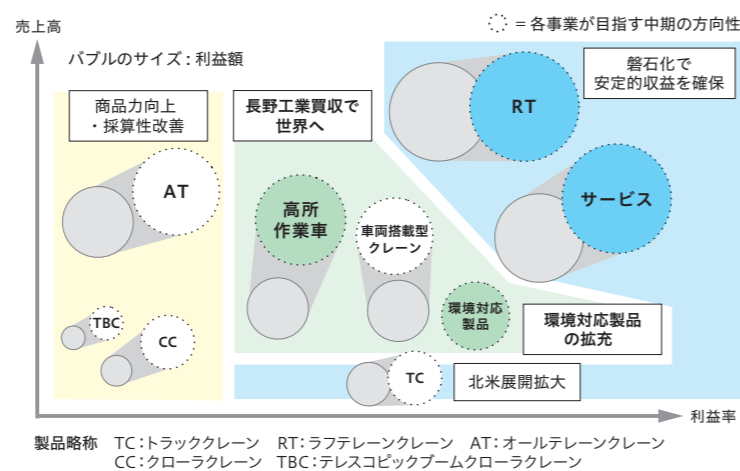 売上高
= 各事業が目指す中期の方向性
バブルのサイズ：利益額
商品力向上
・採算性改善
長野工業買収で
世界へ
磐石化で
安定的収益を確保
RT
AT
高所
作業車
車両搭載型
クレーン
サービス
環境対応
製品
環境対応製品
の拡充
TBC
CC
TC
北米展開拡大
利益率
製品略称 TC：トラッククレーン RT：ラフテレーンクレーン AT：オールテレーンクレーン
CC：クローラクレーン TBC：テレスコピックブームクローラクレーン